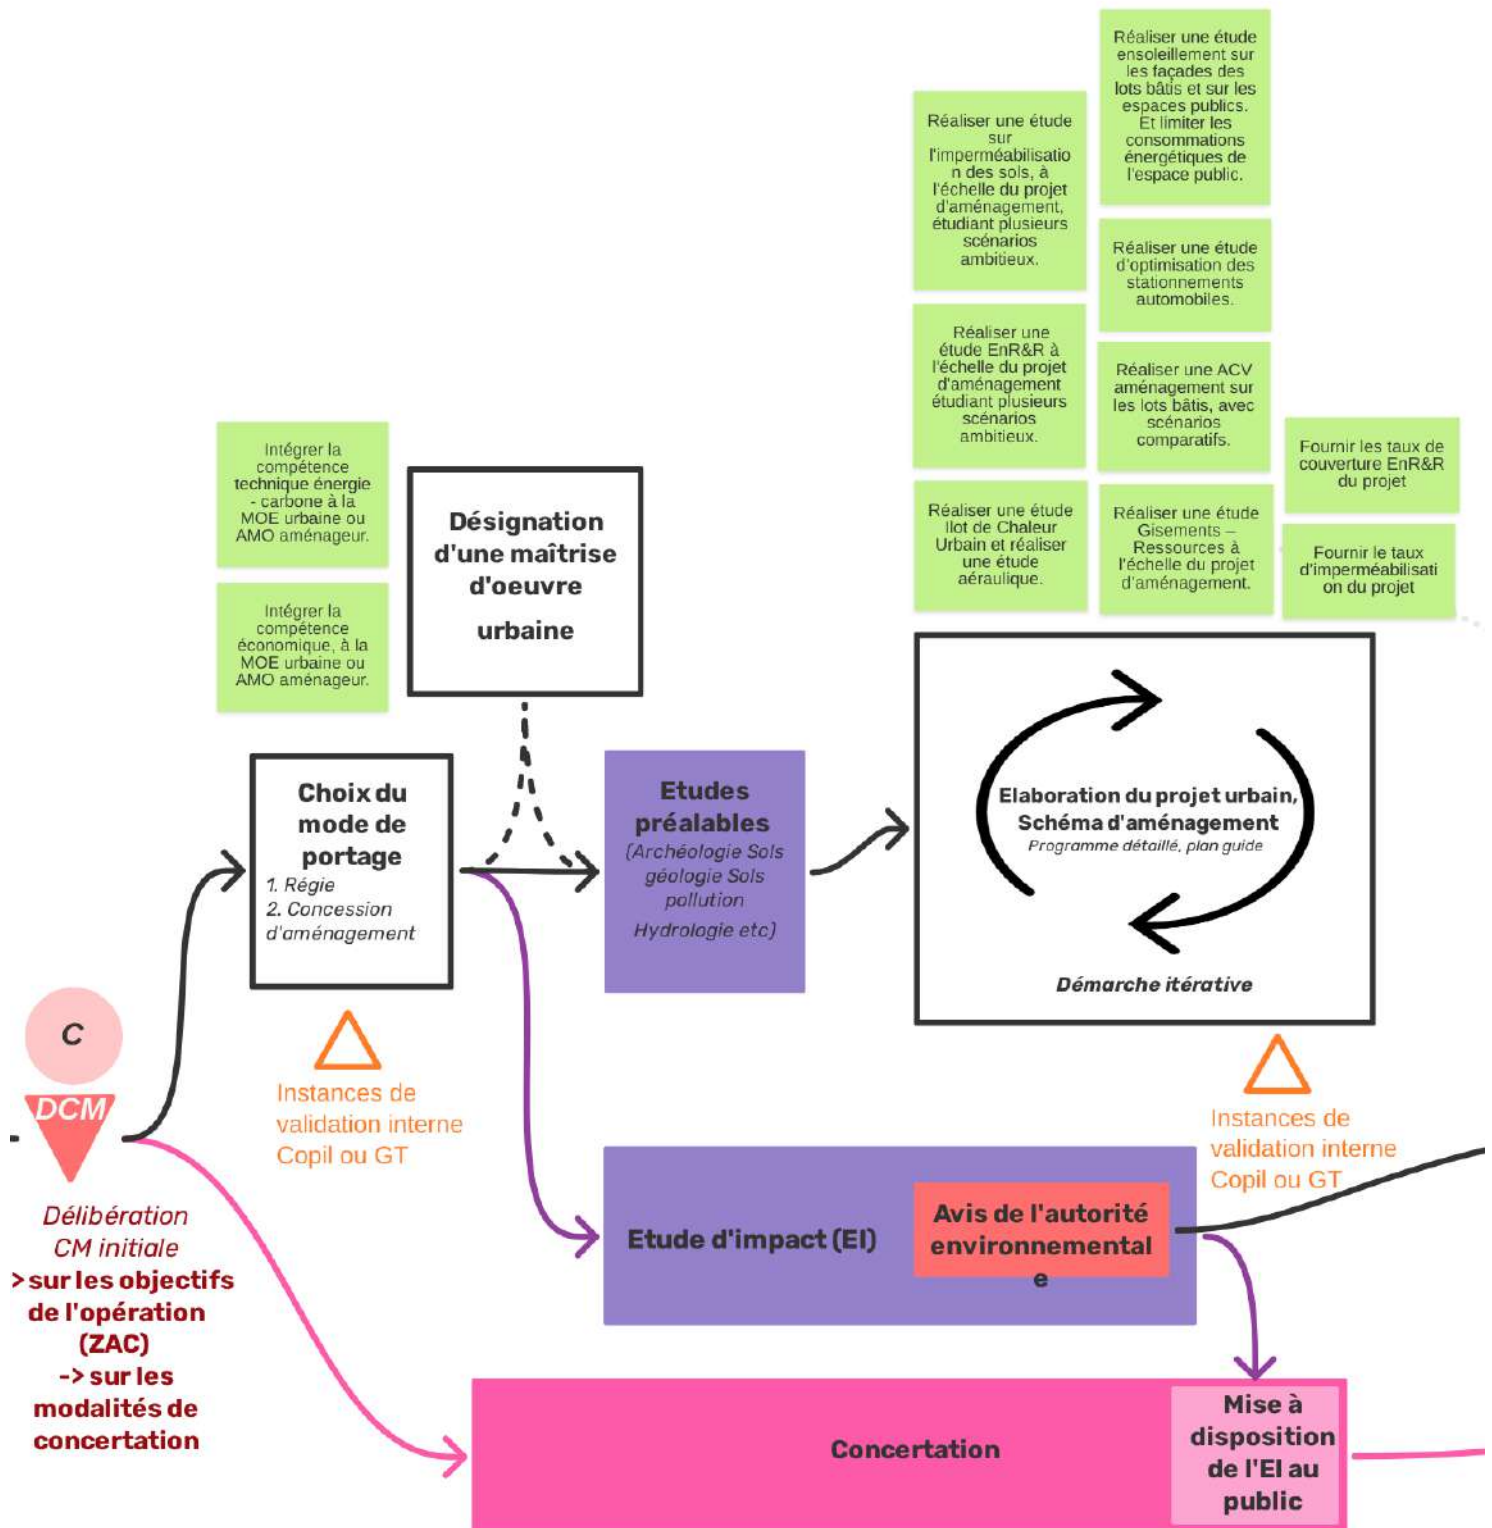 Réaliser une étude
ensoleillement sur
les façades des
lots bâtis et sur les
espaces publics.
Et limiter les
consommations
énergétiques de
l'espace public.
Réaliser une étude
sur
l'imperméabilisatio
n des sols, à
l'échelle du projet
d'aménagement,
étudiant plusieurs
scénarios
ambitieux.
Réaliser une étude
d'optimisation des
stationnements
automobiles.
Réaliser une
étude EnR&R à
l'échelle du projet
d'aménagement
étudiant plusieurs
scénarios
ambitieux.
Réaliser une ACV
aménagement sur
les lots bâtis, avec
scénarios
comparatifs.
Fournir les taux de
couverture EnR&R
du projet
Réaliser une étude
Ilot de Chaleur
Urbain et réaliser
une étude
aéraulique.
Réaliser une étude
Gisements –
Ressources à
l'échelle du projet
d'aménagement.
Fournir le taux
d'imperméabilisati
on du projet
Intégrer la
compétence
technique énergie
- carbone à la
MOE urbaine ou
AMO aménageur.
Intégrer la
compétence
économique, à la
MOE urbaine ou
AMO aménageur.
Désignation
d'une maîtrise
d'oeuvre
urbaine
Choix du
mode de
portage
1. Régie
2. Concession
d'aménagement
Etudes
préalables
(Archéologie Sols
géologie Sols
pollution
Hydrologie etc)
Elaboration du projet urbain,
Schéma d'aménagement
Programme détaillé, plan guide
Démarche itérative
C
DCM
Délibération
CM initiale
> sur les objectifs
de l'opération
(ZAC)
-> sur les
modalités de
concertation
Instances de
validation interne
Copil ou GT
Instances de
validation interne
Copil ou GT
Etude d'impact (EI)
Avis de l'autorité
environnemental
e
Concertation
Mise à
disposition
de l'EI au
public